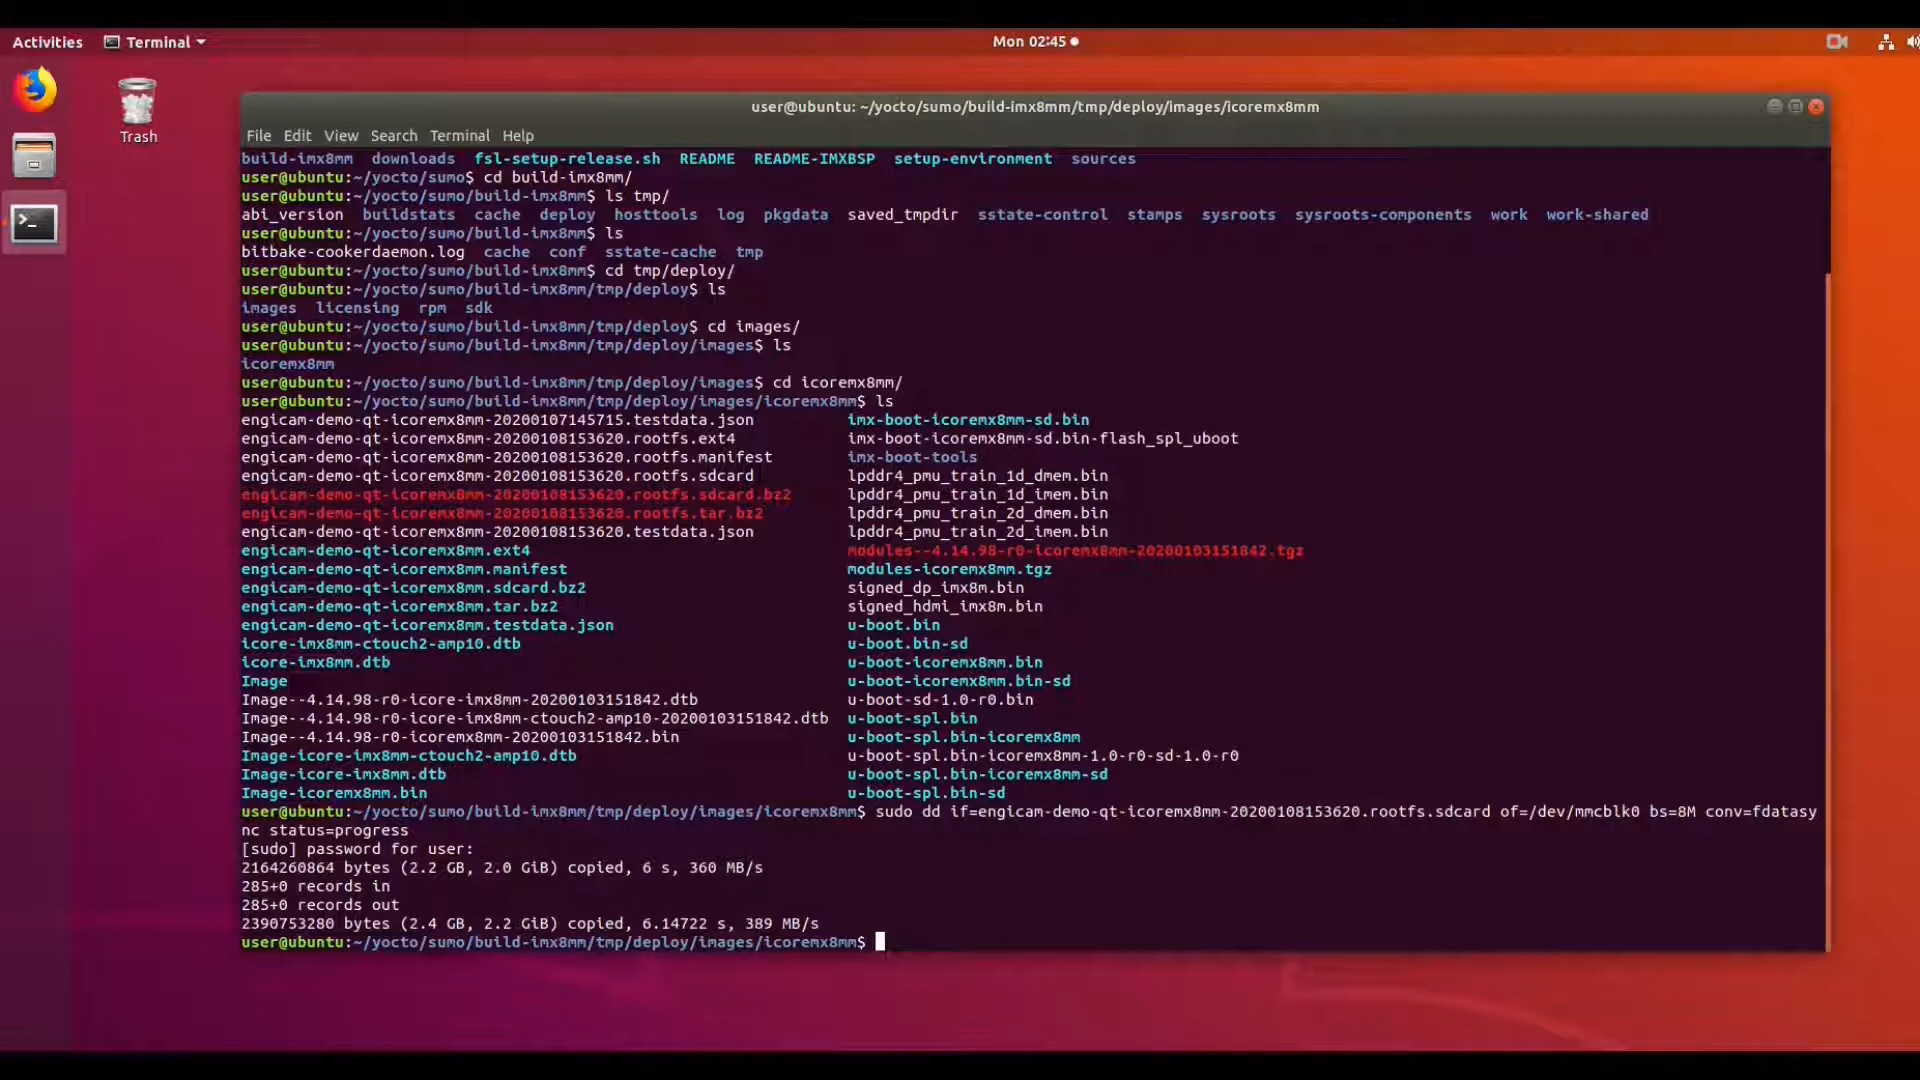 Activities Terminal Mon 02:45
Trash
user@ubuntu: ~/yocto/sumo/build-imx8mm/tmp/deploy/images/icoremx8mm
File Edit View Search Terminal Help
build-imx8mm downloads fsl-setup-release.sh README README-IMXBSP setup-environment sources
user@ubuntu:~/yocto/sumo$ cd build-imx8mm/
user@ubuntu:~/yocto/sumo/build-imx8mm$ ls tmp/
abi_version buildstats cache deploy hosttools log pkgdata saved_tmpdir sstate-control stamps sysroots sysroots-components work work-shared
user@ubuntu:~/yocto/sumo/build-imx8mm$ ls
bitbake-cookerdaemon.log cache conf sstate-cache tmp
user@ubuntu:~/yocto/sumo/build-imx8mm$ cd tmp/deploy/
user@ubuntu:~/yocto/sumo/build-imx8mm/tmp/deploy$ ls
images licensing rpm sdk
user@ubuntu:~/yocto/sumo/build-imx8mm/tmp/deploy$ cd images/
user@ubuntu:~/yocto/sumo/build-imx8mm/tmp/deploy/images$ ls
icoremx8mm
user@ubuntu:~/yocto/sumo/build-imx8mm/tmp/deploy/images$ cd icoremx8mm/
user@ubuntu:~/yocto/sumo/build-imx8mm/tmp/deploy/images/icoremx8mm$ ls
engicam-demo-qt-icoremx8mm-20200107145715.testdata.json imx-boot-icoremx8mm-sd.bin
engicam-demo-qt-icoremx8mm-20200108153620.rootfs.ext4 imx-boot-icoremx8mm-sd.bin-flash_spl_uboot
engicam-demo-qt-icoremx8mm-20200108153620.rootfs.manifest imx-boot-tools
engicam-demo-qt-icoremx8mm-20200108153620.rootfs.sdcard lpddr4_pmu_train_1d_dmem.bin
engicam-demo-qt-icoremx8mm-20200108153620.rootfs.sdcard.bz2 lpddr4_pmu_train_1d_imem.bin
engicam-demo-qt-icoremx8mm-20200108153620.rootfs.tar.bz2 lpddr4_pmu_train_2d_dmem.bin
engicam-demo-qt-icoremx8mm-20200108153620.testdata.json lpddr4_pmu_train_2d_imem.bin
engicam-demo-qt-icoremx8mm.ext4 modules--4.14.98-r0-icoremx8mm-20200103151842.tgz
engicam-demo-qt-icoremx8mm.manifest modules-icoremx8mm.tgz
engicam-demo-qt-icoremx8mm.sdcard.bz2 signed_dp_imx8m.bin
engicam-demo-qt-icoremx8mm.tar.bz2 signed_hdmi_imx8m.bin
engicam-demo-qt-icoremx8mm.testdata.json u-boot.bin
icore-imx8mm-ctouch2-amp10.dtb u-boot.bin-sd
icore-imx8mm.dtb u-boot-icoremx8mm.bin
Image u-boot-icoremx8mm.bin-sd
Image--4.14.98-r0-icore-imx8mm-20200103151842.dtb u-boot-sd-1.0-r0.bin
Image--4.14.98-r0-icore-imx8mm-ctouch2-amp10-20200103151842.dtb u-boot-spl.bin
Image--4.14.98-r0-icoremx8mm-20200103151842.bin u-boot-spl.bin-icoremx8mm
Image-icore-imx8mm-ctouch2-amp10.dtb u-boot-spl.bin-icoremx8mm-1.0-r0-sd-1.0-r0
Image-icore-imx8mm.dtb u-boot-spl.bin-icoremx8mm-sd
Image-icoremx8mm.bin u-boot-spl.bin-sd
user@ubuntu:~/yocto/sumo/build-imx8mm/tmp/deploy/images/icoremx8mm$ sudo dd if=engicam-demo-qt-icoremx8mm-20200108153620.rootfs.sdcard of=/dev/mmcblk0 bs=8M conv=fdatasy
nc status=progress
[sudo] password for user:
2164260864 bytes (2.2 GB, 2.0 GiB) copied, 6 s, 360 MB/s
285+0 records in
285+0 records out
2390753280 bytes (2.4 GB, 2.2 GiB) copied, 6.14722 s, 389 MB/s
user@ubuntu:~/yocto/sumo/build-imx8mm/tmp/deploy/images/icoremx8mm$